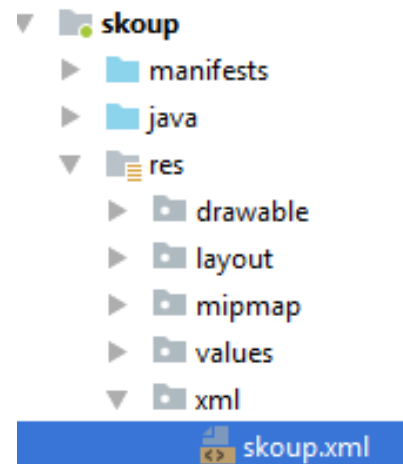 skoup
manifests
java
res
drawable
layout
mipmap
values
xml
skoup.xml